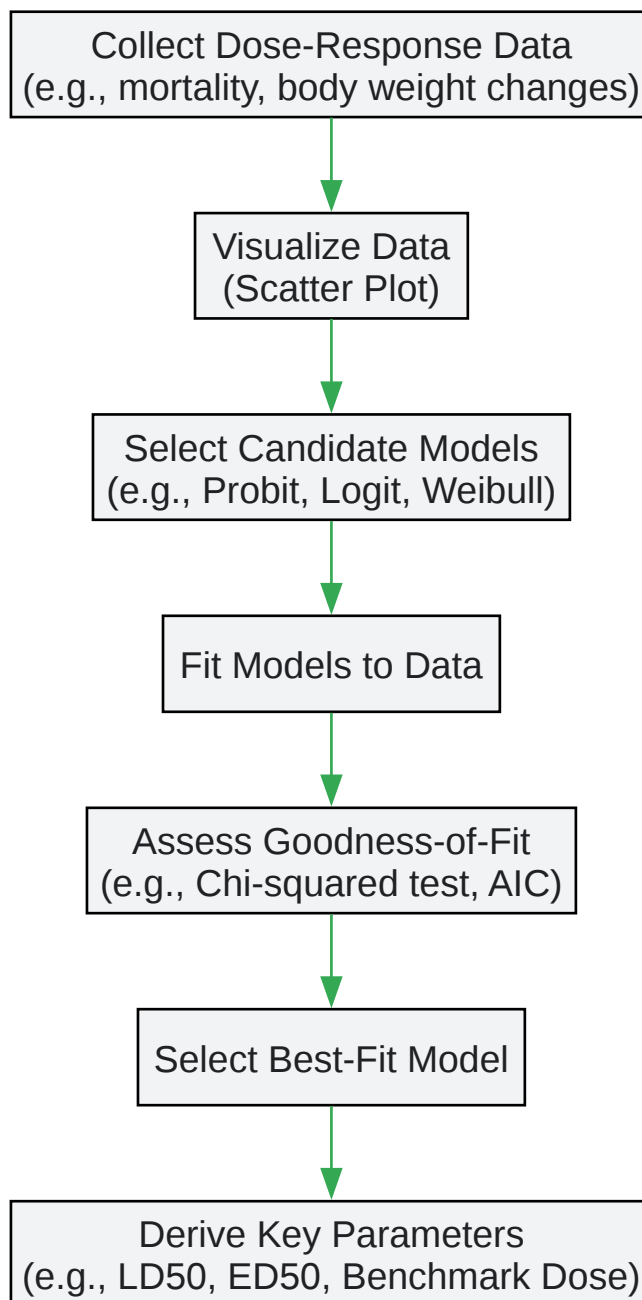 Collect Dose-Response Data
(e.g., mortality, body weight changes)
Visualize Data
(Scatter Plot)
Select Candidate Models
(e.g., Probit, Logit, Weibull)
Fit Models to Data
Assess Goodness-of-Fit
(e.g., Chi-squared test, AIC)
Select Best-Fit Model
Derive Key Parameters
(e.g., LD50, ED50, Benchmark Dose)